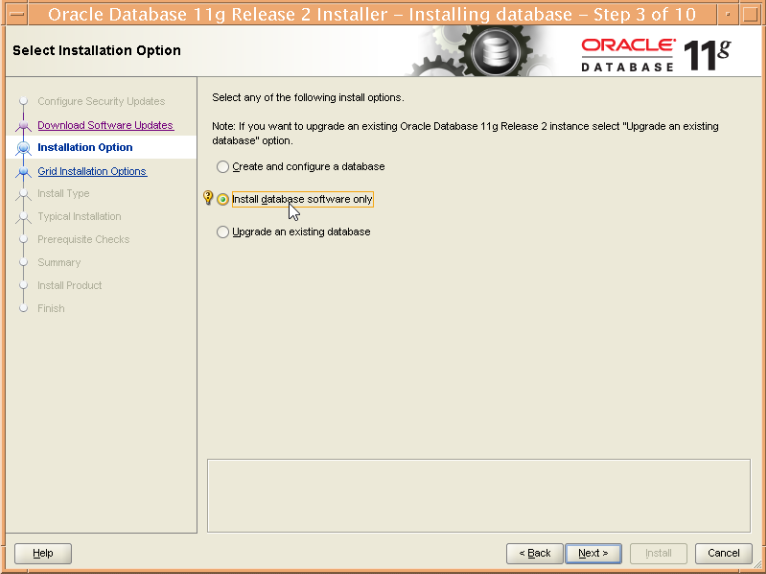 Oracle Database 11g Release 2 Installer – Installing database – Step 3 of 10
Select Installation Option
ORACLE
DATABASE
11g
Configure Security Updates
Download Software Updates
Installation Option
Grid Installation Options
Install Type
Typical Installation
Prerequisite Checks
Summary
Install Product
Finish
Select any of the following install options.
Note: If you want to upgrade an existing Oracle Database 11g Release 2 instance select "Upgrade an existing
database" option.
Create and configure a database
Install database software only
Upgrade an existing database
Help
< Back
Next >
Install
Cancel